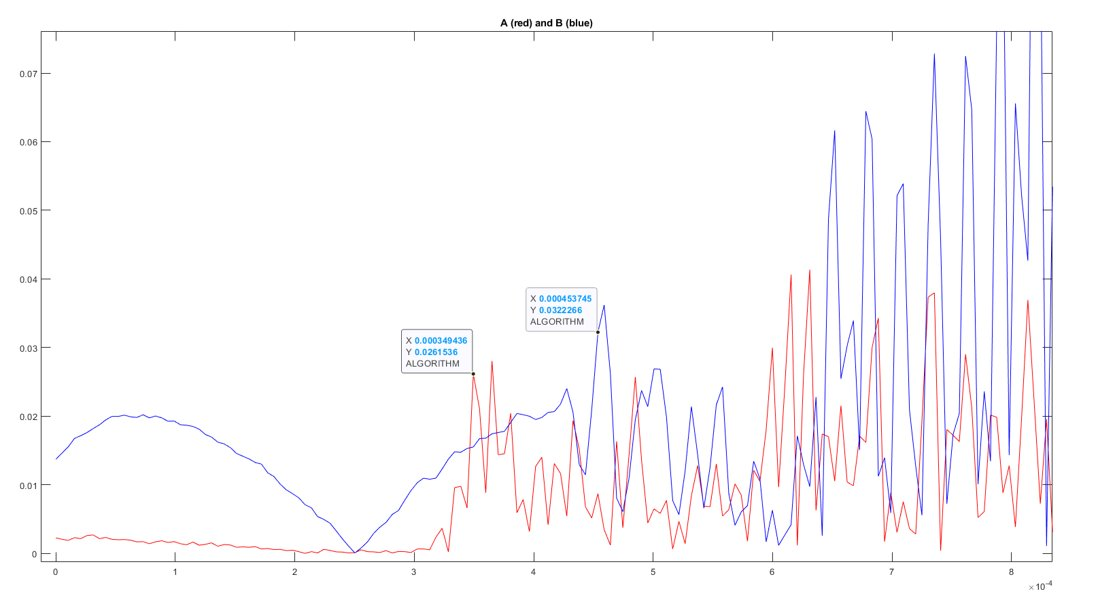 A (red) and B (blue)
0.07
0.06
0.05
0.04
0.03
0.02
0.01
0
X 0.000453745
Y 0.0322266
ALGORITHM
X 0.000349436
Y 0.0261536
ALGORITHM
0 1 2 3 4 5 6 7 8
×10⁻⁴